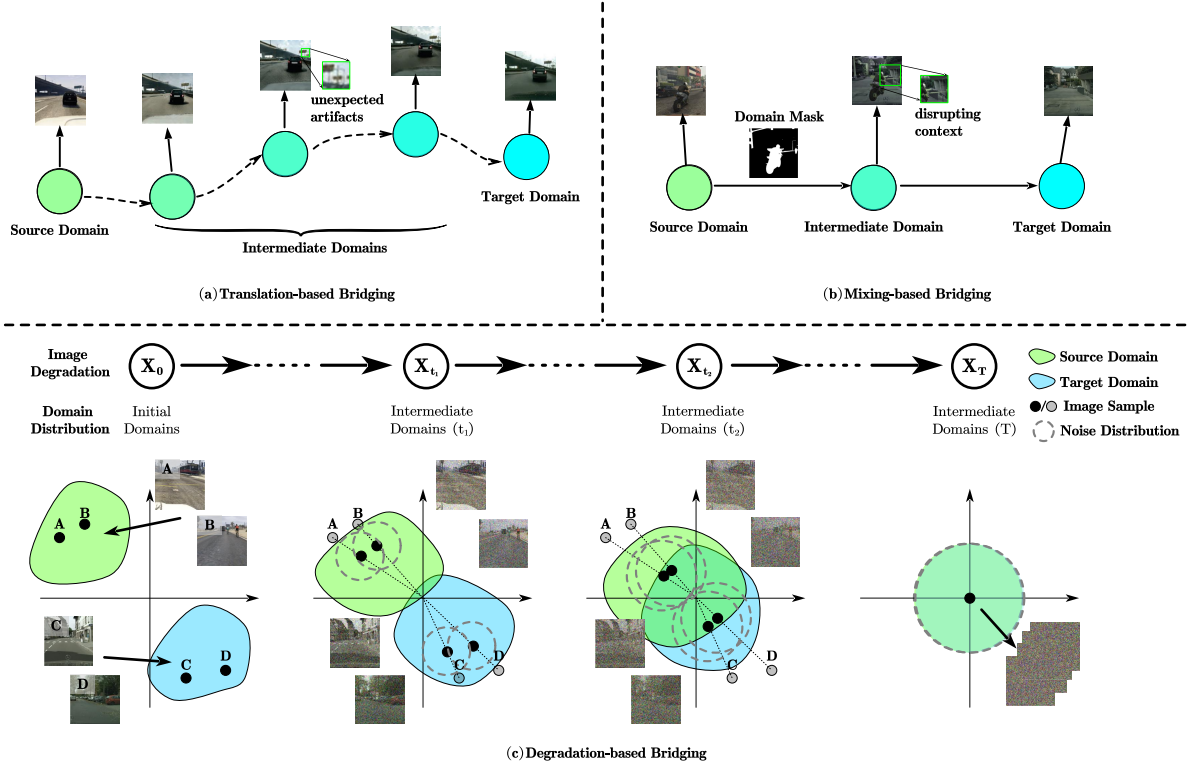 unexpected
artifacts
Source Domain
Target Domain
Intermediate Domains
(a)Translation-based Bridging
Domain Mask
disrupting
context
Source Domain
Intermediate Domain
Target Domain
(b)Mixing-based Bridging
Image
Degradation
X₀
Xt₁
Xt₂
X_T
Source Domain
Target Domain
/ Image Sample
Noise Distribution
Domain
Distribution
Initial
Domains
Intermediate
Domains (t₁)
Intermediate
Domains (t₂)
Intermediate
Domains (T)
A
B
A
B
C
D
C
D
A
B
C
D
A
B
C
D
(c)Degradation-based Bridging